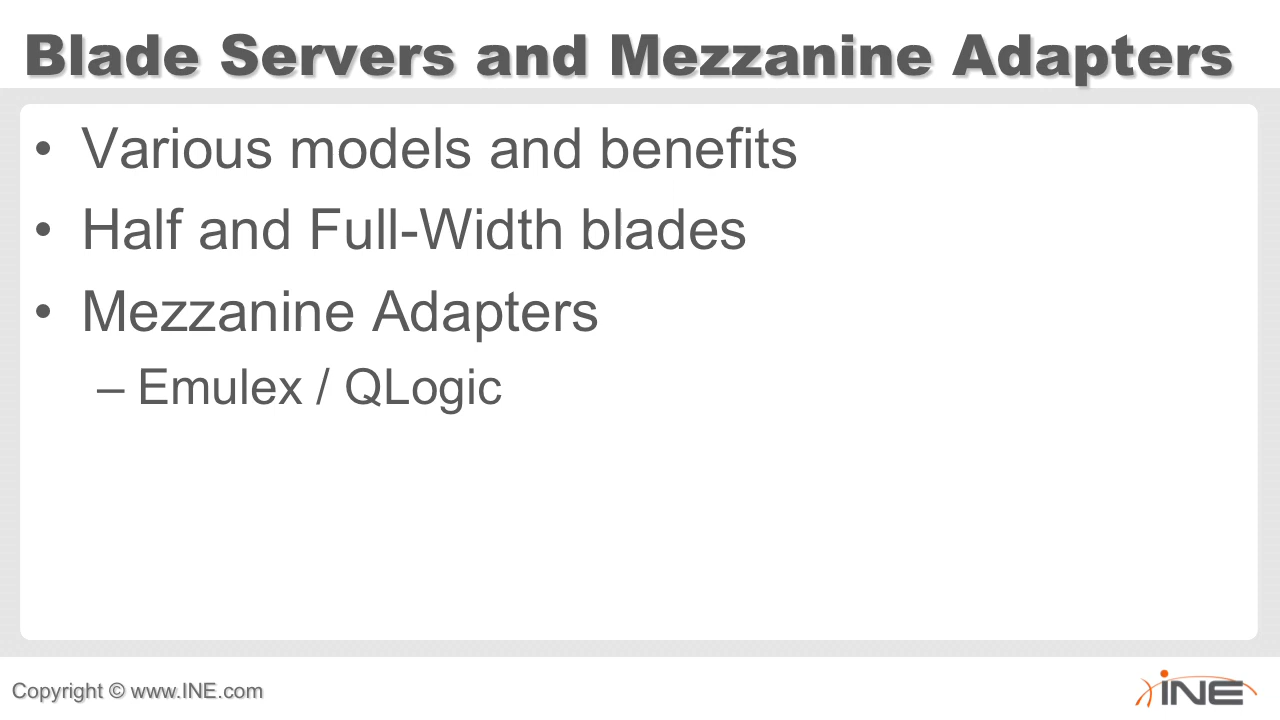 Blade Servers and Mezzanine Adapters
• Various models and benefits
• Half and Full-Width blades
• Mezzanine Adapters
– Emulex / QLogic
Copyright © www.INE.com
iNE